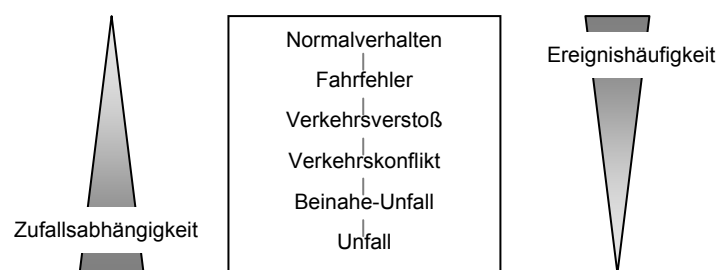 Normalverhalten
Fahrfehler
Verkehrsverstoß
Verkehrskonflikt
Beinahe-Unfall
Unfall
Zufallsabhängigkeit
Ereignishäufigkeit